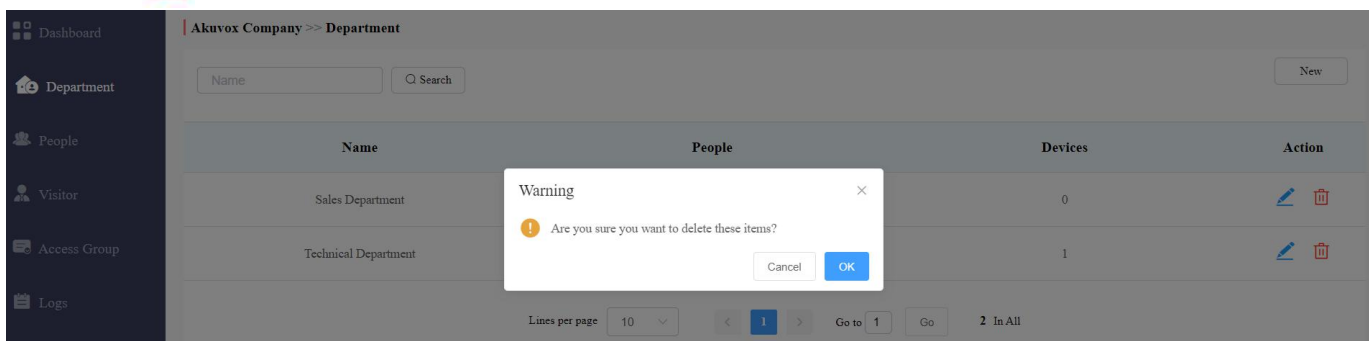 Dashboard
Akuvox Company >> Department
Name
Search
New
Department
People
Name People Devices Action
Visitor
Sales Department 0
Warning
Are you sure you want to delete these items?
Cancel OK
Access Group
Technical Department 1
Logs
Lines per page 10 < 1 > Go to 1 Go 2 In All